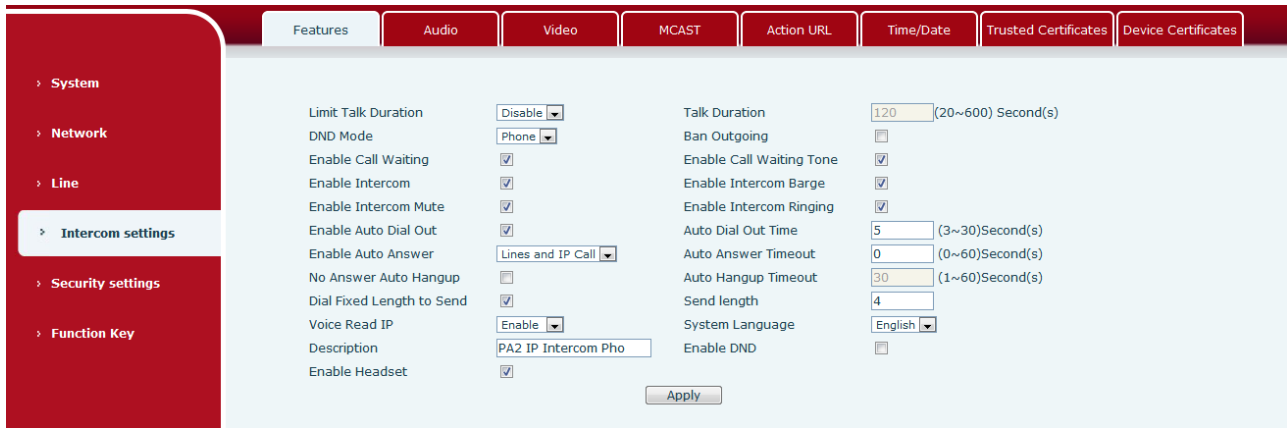 Features Audio Video MCAST Action URL Time/Date Trusted Certificates Device Certificates
› System
› Network
› Line
› Intercom settings
› Security settings
› Function Key
Limit Talk Duration Disable Talk Duration 120 (20~600) Second(s)
DND Mode Phone Ban Outgoing
Enable Call Waiting Enable Call Waiting Tone
Enable Intercom Enable Intercom Barge
Enable Intercom Mute Enable Intercom Ringing
Enable Auto Dial Out Auto Dial Out Time 5 (3~30)Second(s)
Enable Auto Answer Lines and IP Call Auto Answer Timeout 0 (0~60)Second(s)
No Answer Auto Hangup Auto Hangup Timeout 30 (1~60)Second(s)
Dial Fixed Length to Send Send length 4
Voice Read IP Enable System Language English
Description PA2 IP Intercom Pho Enable DND
Enable Headset
Apply